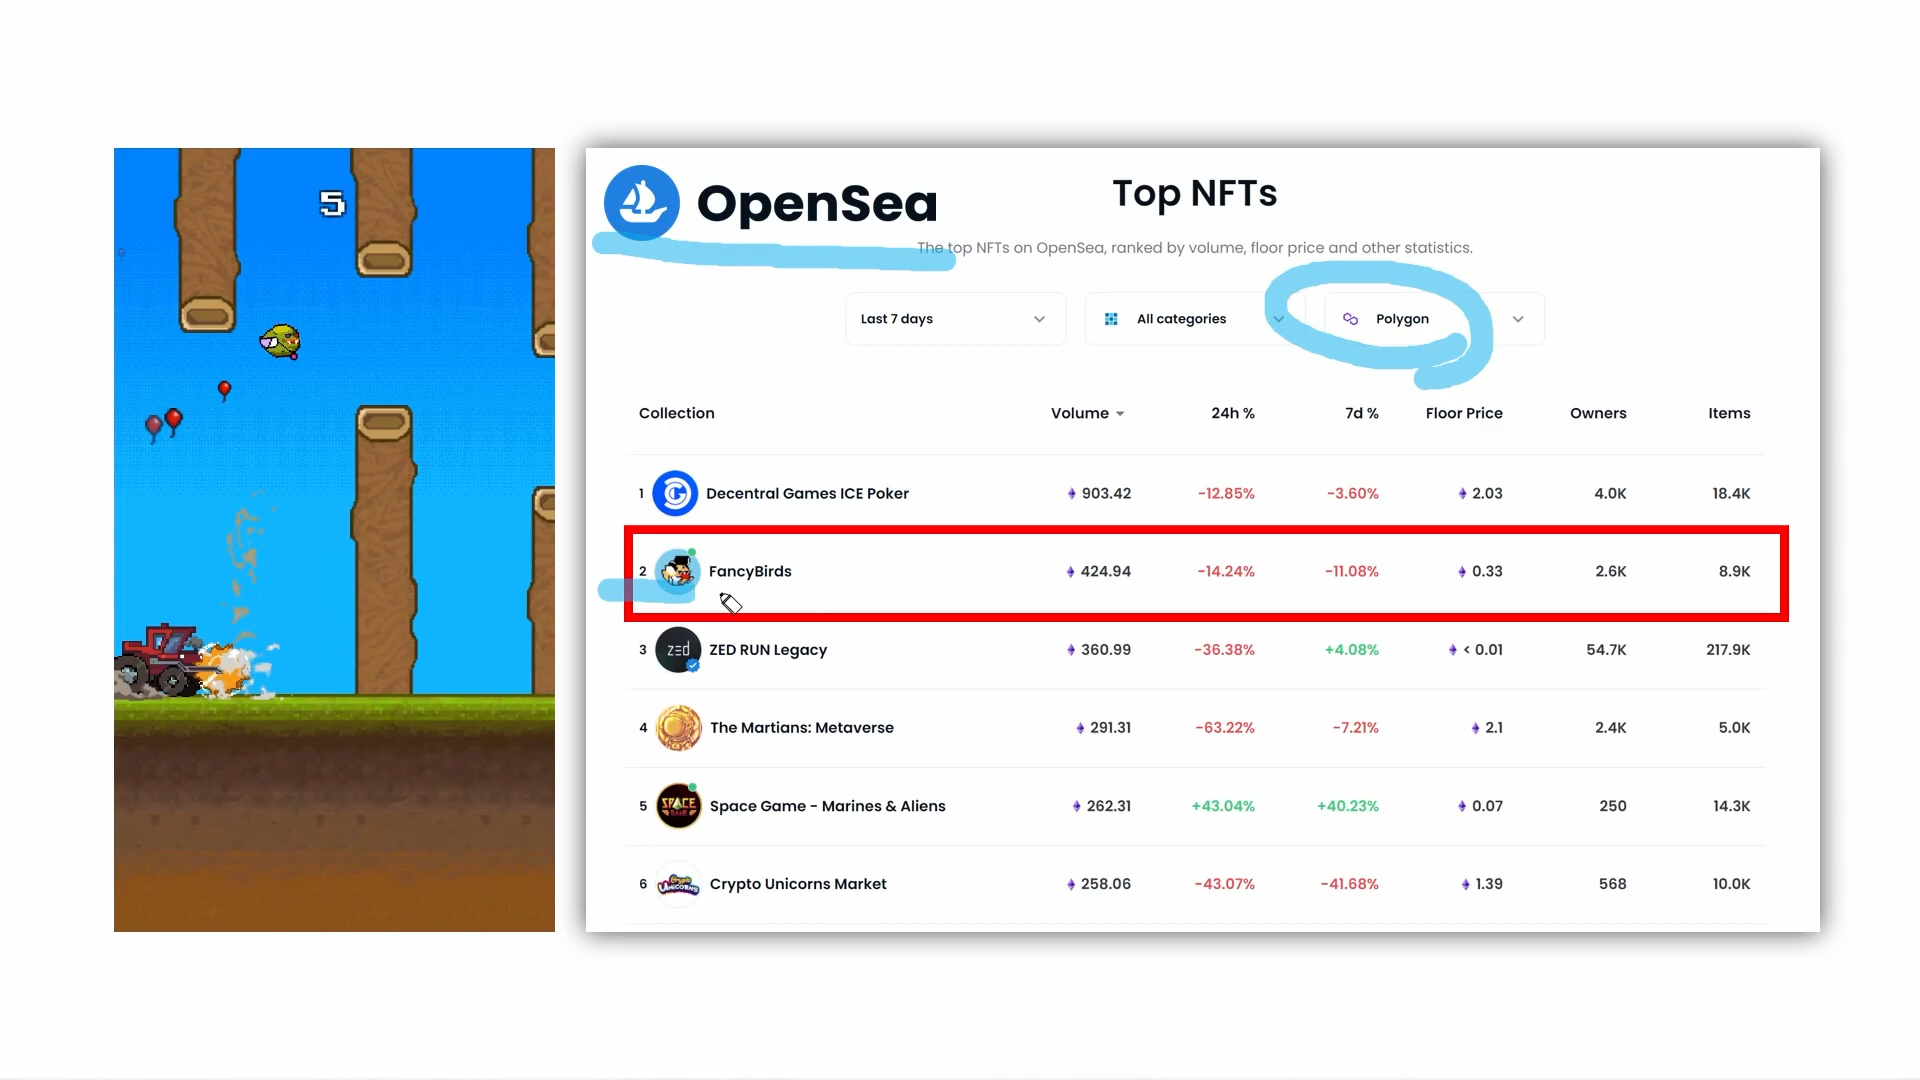 5
OpenSea
Top NFTs
The top NFTs on OpenSea, ranked by volume, floor price and other statistics.
Last 7 days All categories Polygon
Collection Volume 24h % 7d % Floor Price Owners Items
1 Decentral Games ICE Poker 903.42 -12.85% -3.60% 2.03 4.0K 18.4K
2 FancyBirds 424.94 -14.24% -11.08% 0.33 2.6K 8.9K
3 zed ZED RUN Legacy 360.99 -36.38% +4.08% < 0.01 54.7K 217.9K
4 The Martians: Metaverse 291.31 -63.22% -7.21% 2.1 2.4K 5.0K
5 SPACE GAME Space Game - Marines & Aliens 262.31 +43.04% +40.23% 0.07 250 14.3K
6 Crypto Unicorns Crypto Unicorns Market 258.06 -43.07% -41.68% 1.39 568 10.0K